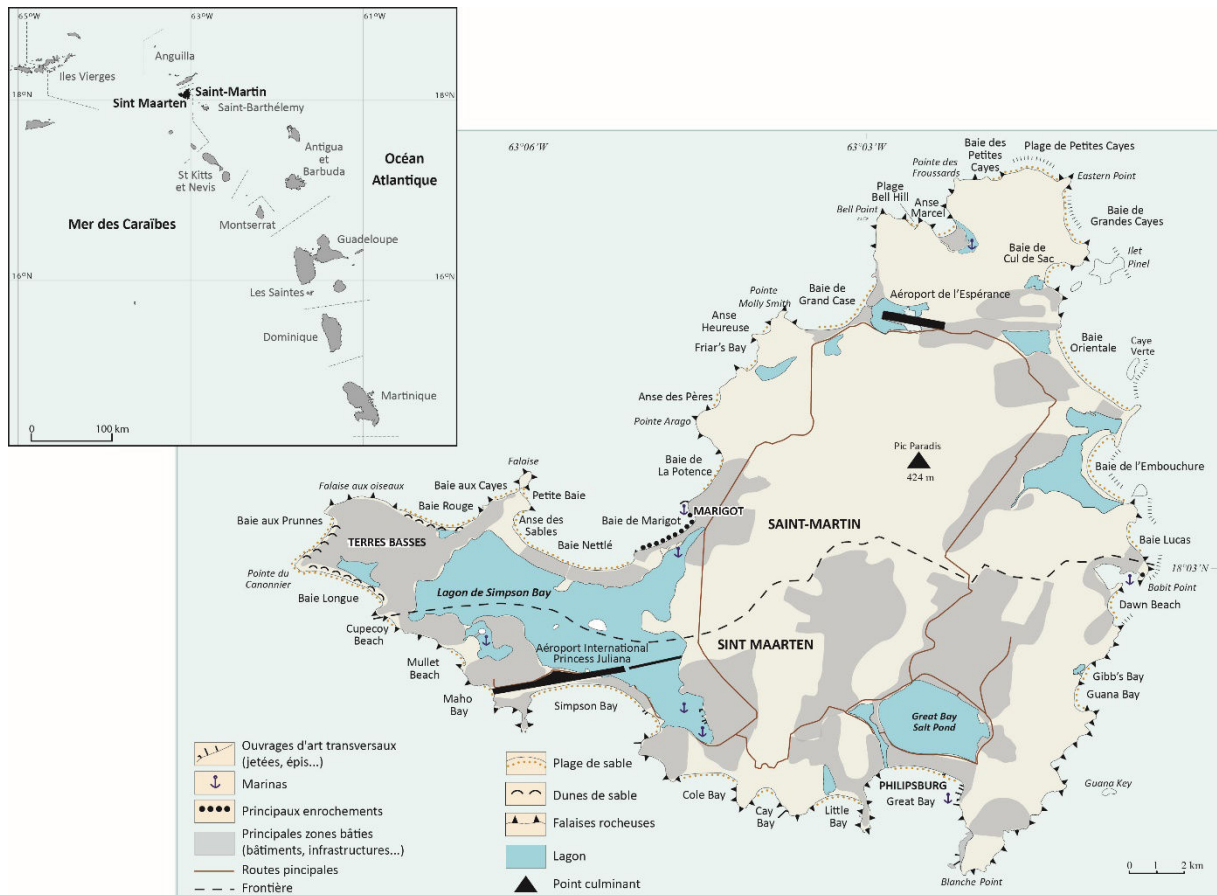 65°W
63°W
61°W
Anguilla
Iles Vierges
18°N
Saint-Martin
Sint Maarten
Saint-Barthélemy
Antigua
et
Barbuda
Océan
Atlantique
St Kitts
et Nevis
Mer des Caraïbes
Montserrat
Guadeloupe
16°N
Les Saintes
Dominique
Martinique
0 100 km
63°06 'W
63°03 'W
Baie des
Petites
Cayes
Plage de Petites Cayes
Pointe des
Froussards
Eastern Point
Plage
Bell Hill
Anse
Marcel
Bell Point
Baie de
Grandes Cayes
Baie de
Cul de Sac
Ilet
Pinel
Pointe
Molly Smith
Baie de
Grand Case
Aéroport de l'Espérance
Anse
Heureuse
Friar's Bay
Baie
Orientale
Caye
Verte
Anse des Pères
Pointe Arago
Pic Paradis
424 m
Baie de
La Potence
Baie de l'Embouchure
Falaise
Falaise aux oiseaux
Baie aux Cayes
Petite Baie
Baie Rouge
Baie aux Prunnes
Anse des
Sables
Baie de Marigot
MARIGOT
SAINT-MARTIN
TERRES BASSES
Baie Nettlé
Baie Lucas
18°03'N
Pointe du
Canonnier
Baie Longue
Lagon de Simpson Bay
Bobit Point
Dawn Beach
Cupecoy
Beach
SINT MAARTEN
Aéroport International
Princess Juliana
Mullet
Beach
Gibb's Bay
Guana Bay
Maho
Bay
Simpson Bay
Great Bay
Salt Pond
Guana Key
PHILIPSBURG
Great Bay
Cole Bay
Cay
Bay
Little
Bay
Blanche Point
0 1 2 km
Ouvrages d'art transversaux
(jetées, épis...)
Marinas
Principaux enrochements
Principales zones bâties
(bâtiments, infrastructures...)
Routes pincipales
Frontière
Plage de sable
Dunes de sable
Falaises rocheuses
Lagon
Point culminant